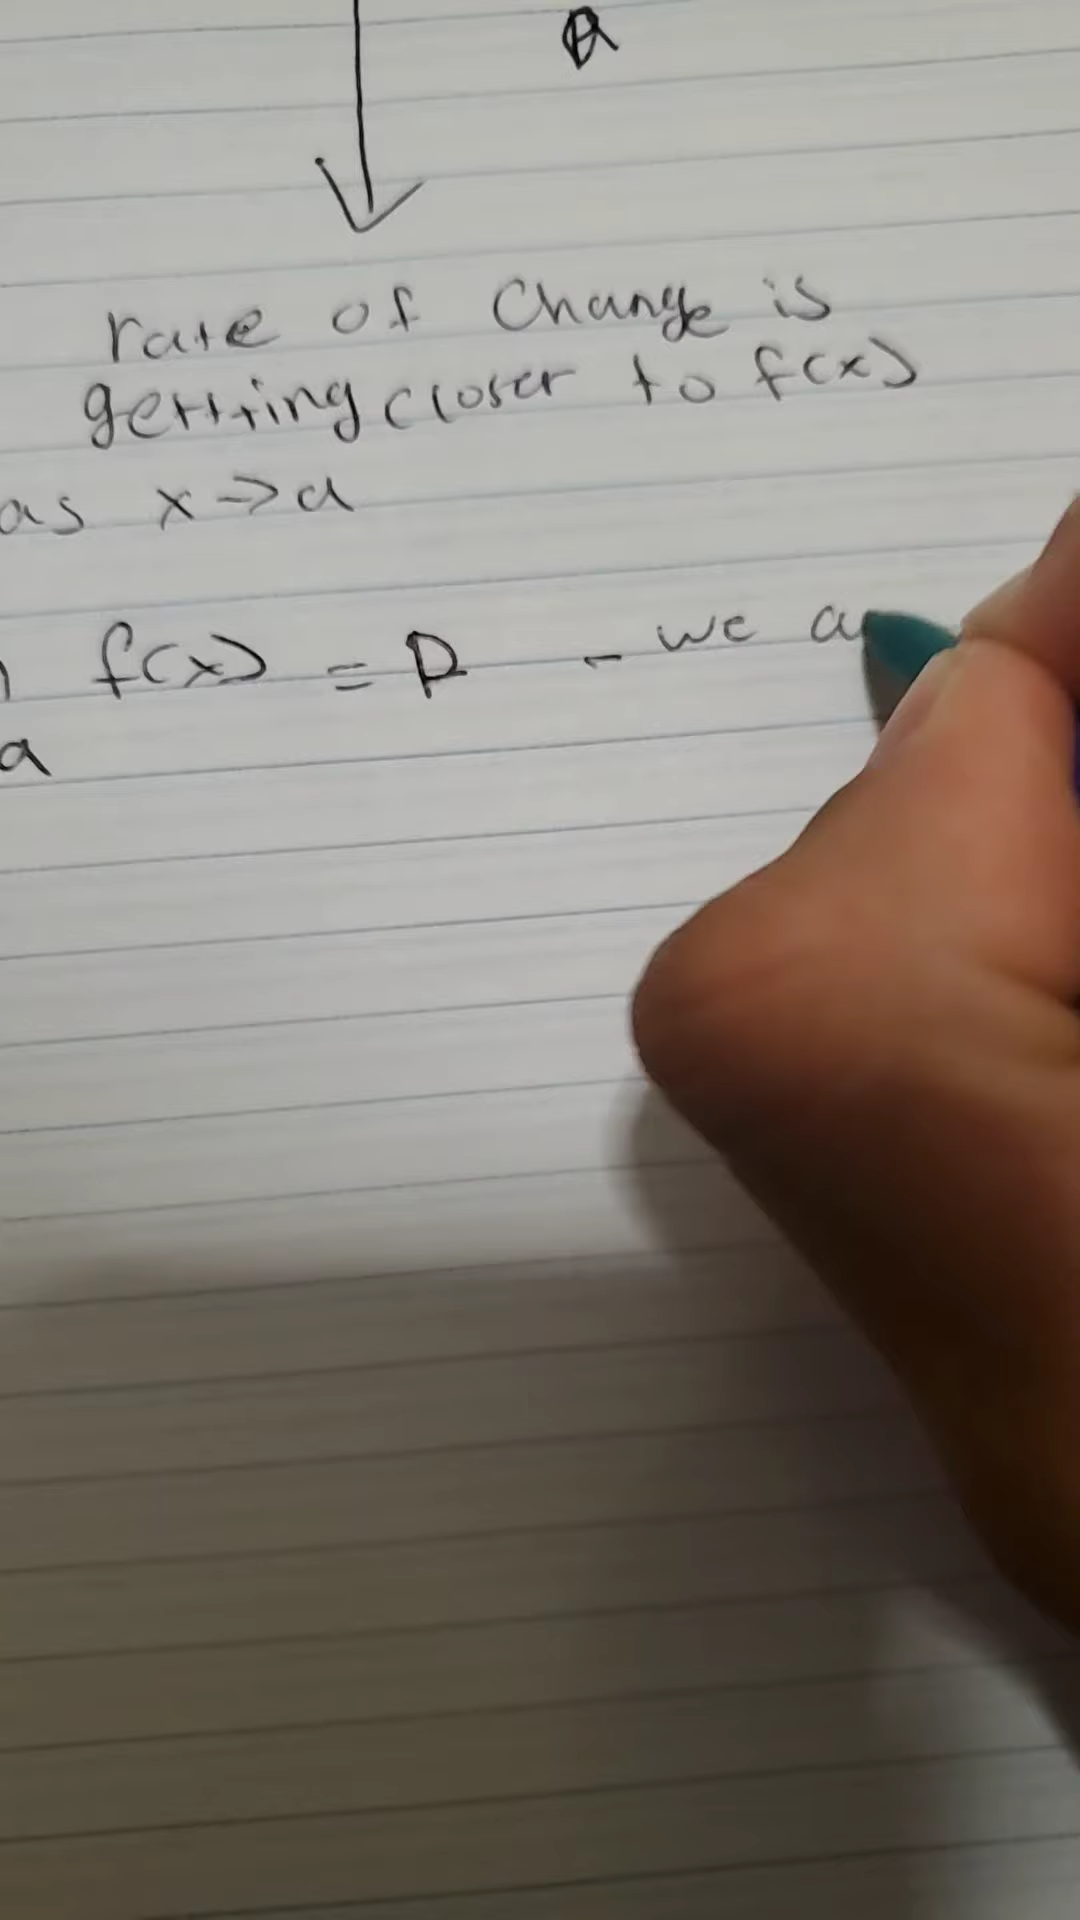 a
rate of change is
getting closer to f(x)
as x → a
f(x) = P - we a
a